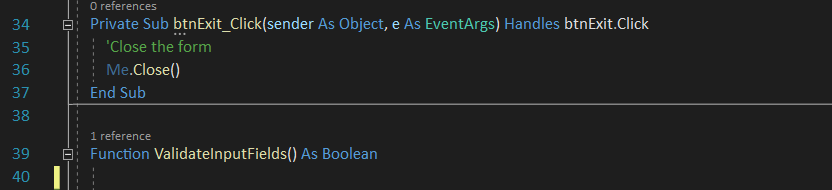 0 references
34 Private Sub btnExit_Click(sender As Object, e As EventArgs) Handles btnExit.Click
35 'Close the form
36 Me.Close()
37 End Sub
38
1 reference
39 Function ValidateInputFields() As Boolean
40